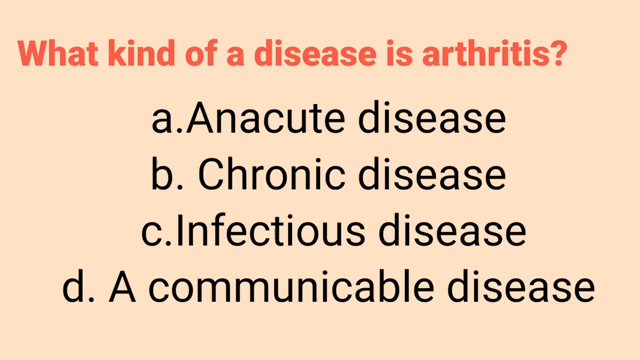 What kind of a disease is arthritis?
a.Anacute disease
b. Chronic disease
c.Infectious disease
d. A communicable disease